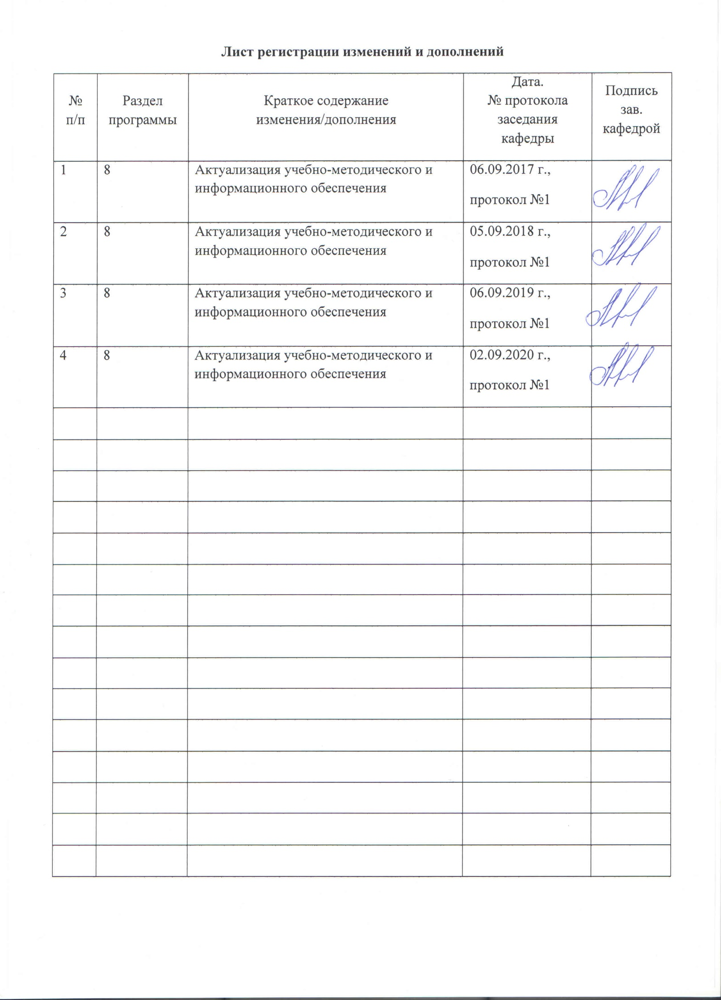 Лист регистрации изменений и дополнений
№
п/п
Раздел
программы
Краткое содержание
изменения/дополнения
Дата.
№ протокола
заседания
кафедры
Подпись
зав.
кафедрой
1
8
Актуализация учебно-методического и
информационного обеспечения
06.09.2017 г.,
протокол №1
2
8
Актуализация учебно-методического и
информационного обеспечения
05.09.2018 г.,
протокол №1
3
8
Актуализация учебно-методического и
информационного обеспечения
06.09.2019 г.,
протокол №1
4
8
Актуализация учебно-методического и
информационного обеспечения
02.09.2020 г.,
протокол №1